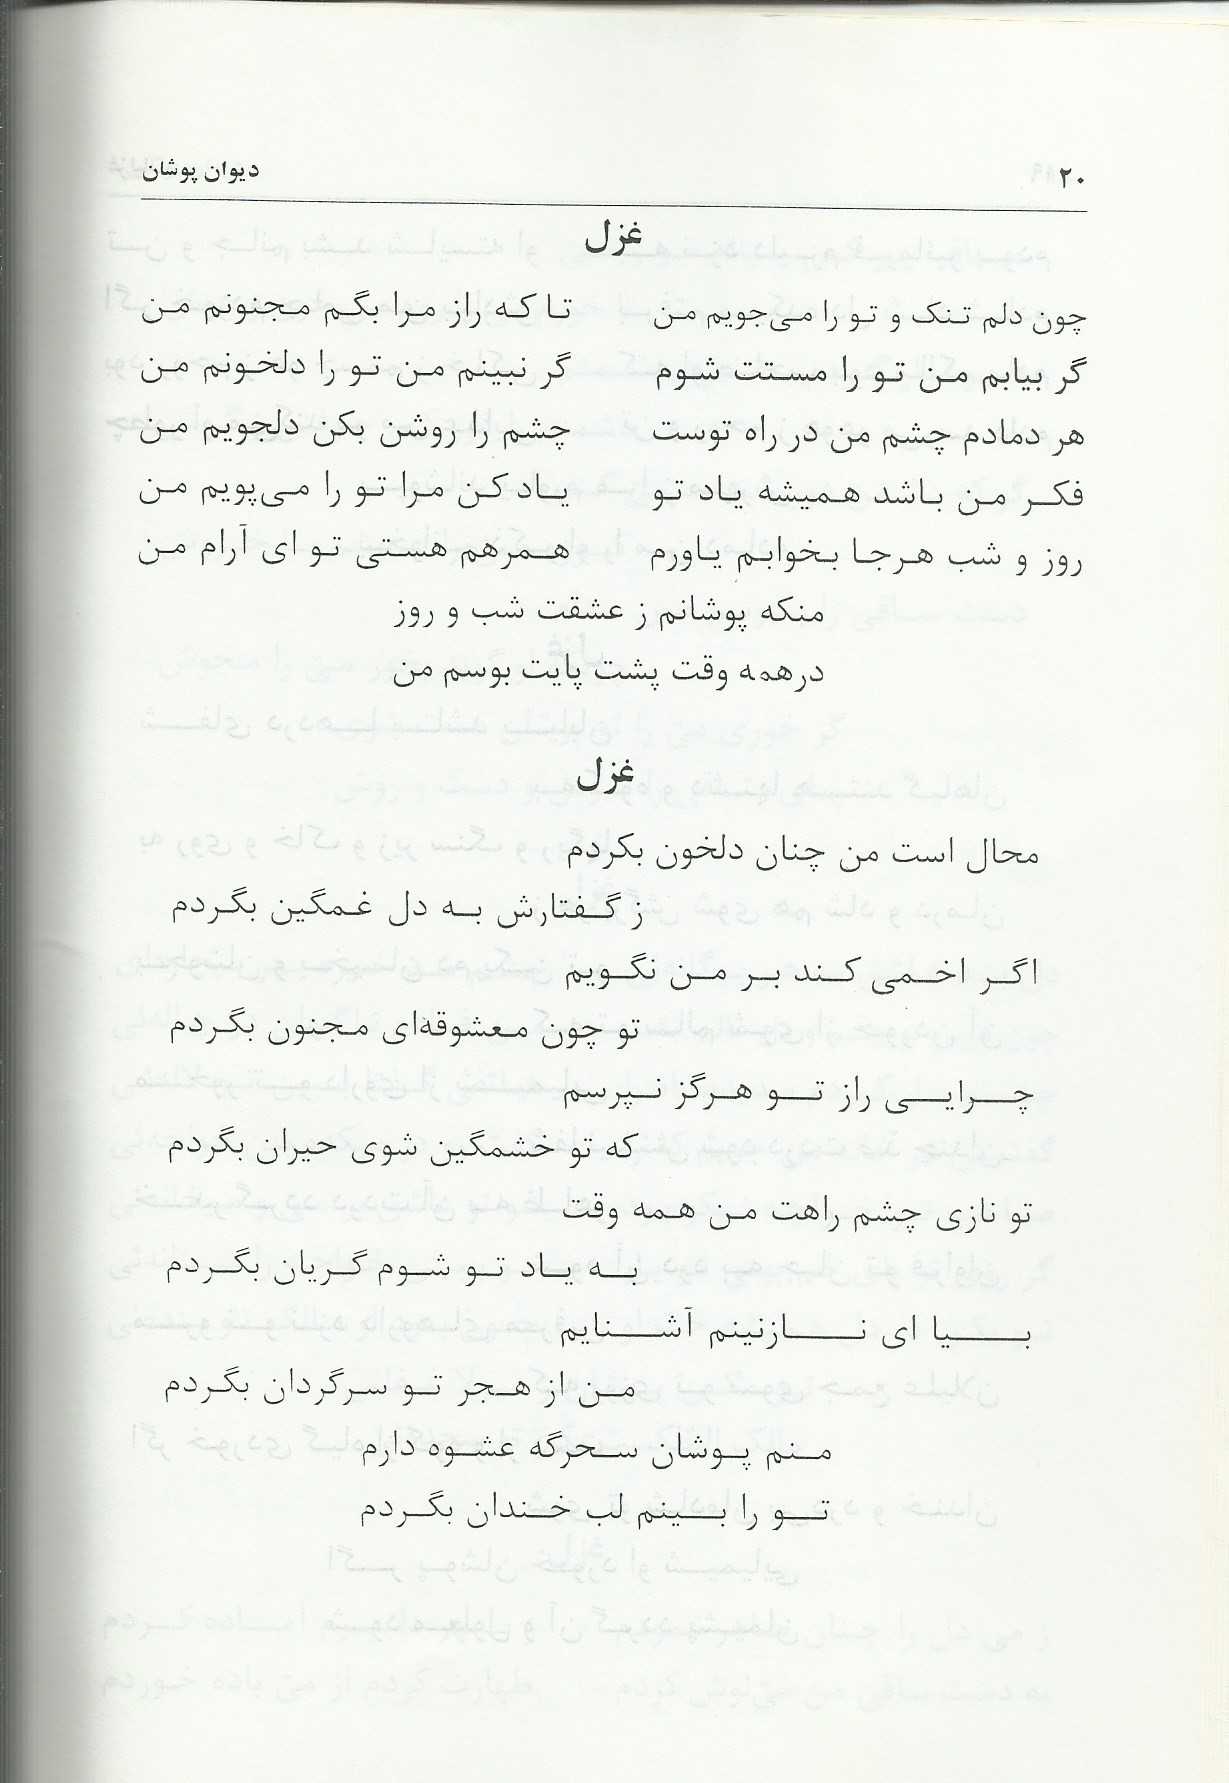 ۲۰ دیوان پوشان
غزل
چون دلم تنک و تو را می‌جویم من تا که راز مرا بگم مجنونم من
گر بیابم من تو را مستت شوم گر نبینم من تو را دلخونم من
هر دمادم چشم من در راه توست چشم را روشن بکن دلجویم من
فکر من باشد همیشه یاد تو یاد کن مرا تو را می‌پویم من
روز و شب هرجا بخوابم یاورم همرهم هستی تو ای آرام من
منکه پوشانم ز عشقت شب و روز
درهمه وقت پشت پایت بوسم من
غزل
محال است من چنان دلخون بکردم
ز گفتارش به دل غمگین بگردم
اگر اخمی کند بر من نگویم
تو چون معشوقه‌ای مجنون بگردم
چرایی راز تو هرگز نپرسم
که تو خشمگین شوی حیران بگردم
تو نازی چشم راهت من همه وقت
به یاد تو شوم گریان بگردم
بیا ای نازنینم آشنایم
من از هجر تو سرگردان بگردم
منم پوشان سحرگه عشوه دارم
تو را بینم لب خندان بگردم